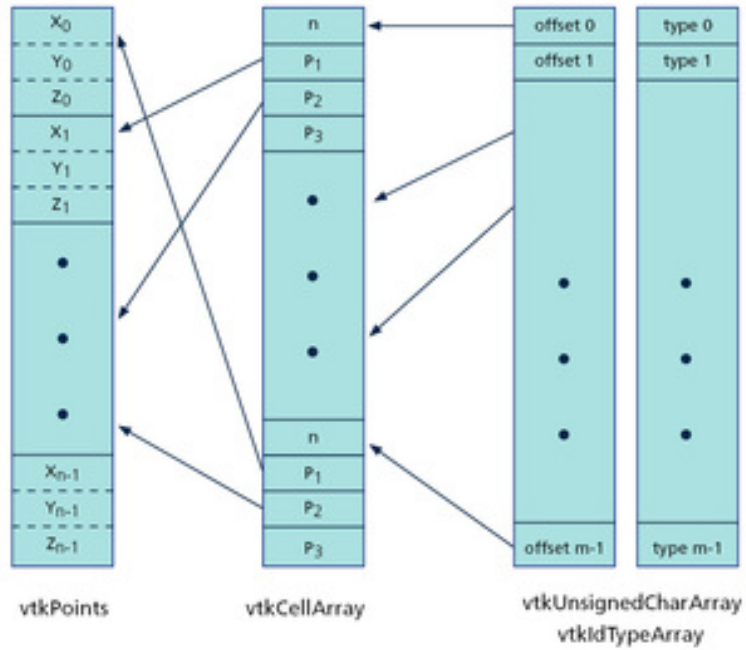 X0
Y0
Z0
X1
Y1
Z1
Xn-1
Yn-1
Zn-1
vtkPoints
n
P1
P2
P3
n
P1
P2
P3
vtkCellArray
offset 0
offset 1
offset m-1
type 0
type 1
type m-1
vtkUnsignedCharArray
vtkIdTypeArray